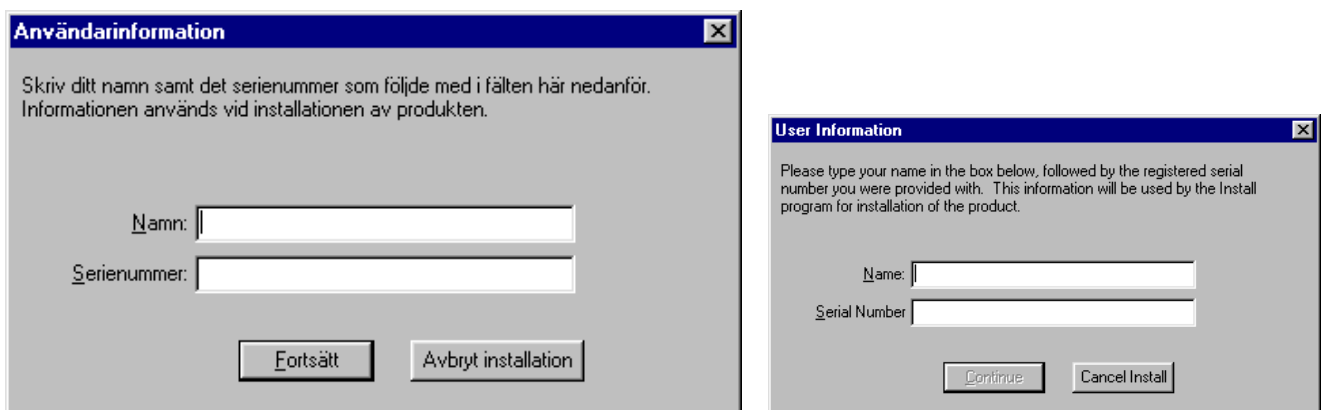 Användarinformation
Skriv ditt namn samt det serienummer som följde med i fälten här nedanför.
Informationen används vid installationen av produkten.
Namn:
Serienummer:
Fortsätt Avbryt installation
User Information
Please type your name in the box below, followed by the registered serial
number you were provided with.  This information will be used by the Install
program for installation of the product.
Name:
Serial Number
Continue Cancel Install